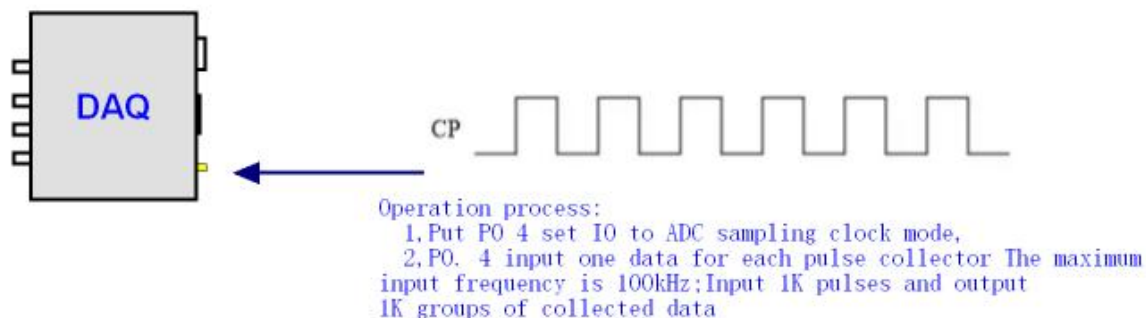 DAQ
CP
Operation process:
1,Put PO 4 set IO to ADC sampling clock mode,
2,PO. 4 input one data for each pulse collector The maximum
input frequency is 100kHz;Input 1K pulses and output
1K groups of collected data